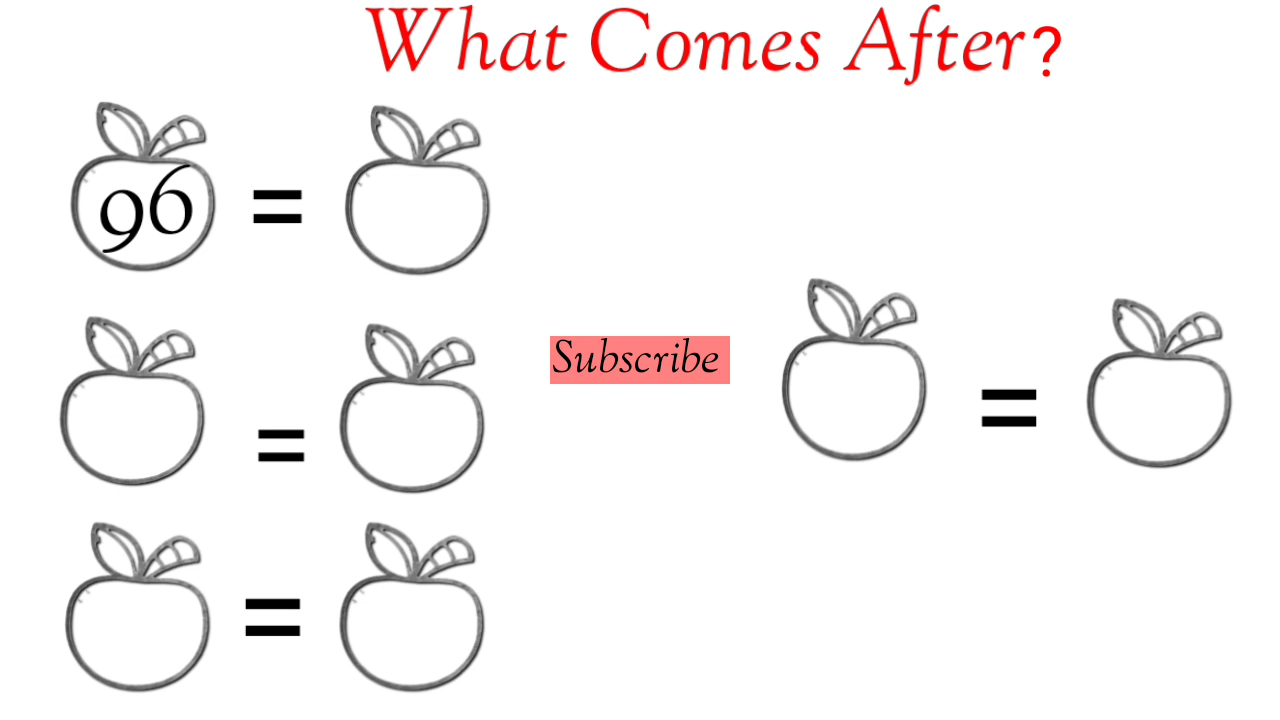 What Comes After?
96 =
=
Subscribe
=
=